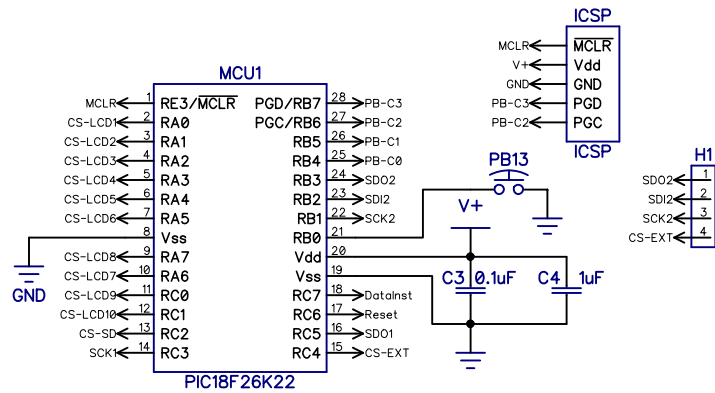 ICSP
MCLR MCLR
V+ Vdd
GND GND
PB-C3 PGD
PB-C2 PGC
ICSP
MCU1
MCLR 1 RE3/MCLR PGD/RB7 28 PB-C3
CS-LCD1 2 RA0 PGC/RB6 27 PB-C2
CS-LCD2 3 RA1 RB5 26 PB-C1
CS-LCD3 4 RA2 RB4 25 PB-C0
CS-LCD4 5 RA3 RB3 24 SDO2
CS-LCD5 6 RA4 RB2 23 SDI2
CS-LCD6 7 RA5 RB1 22 SCK2
8 Vss RB0 21
CS-LCD8 9 RA7 Vdd 20
CS-LCD7 10 RA6 Vss 19
CS-LCD9 11 RC0 RC7 18 DataInst
CS-LCD10 12 RC1 RC6 17 Reset
CS-SD 13 RC2 RC5 16 SDO1
SCK1 14 RC3 RC4 15 CS-EXT
PIC18F26K22
GND
PB13
V+
C3 0.1uF C4 1uF
H1
SDO2 1
SDI2 2
SCK2 3
CS-EXT 4